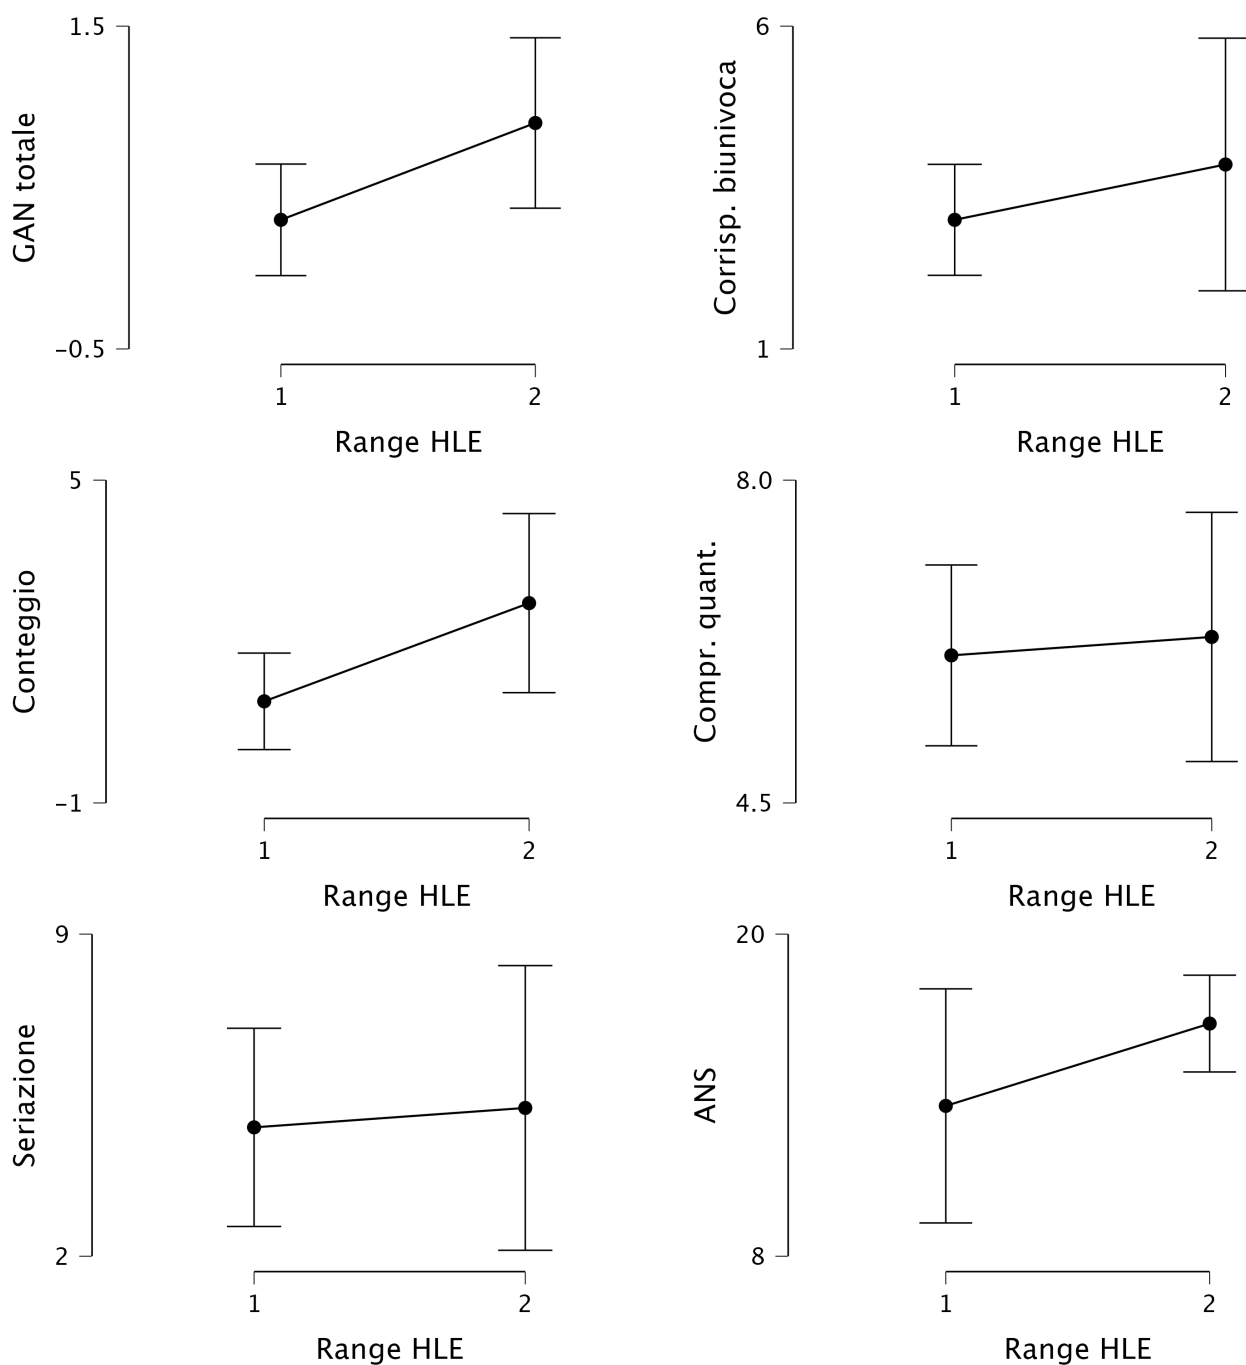 1.5
GAN totale
–0.5
1
2
Range HLE
6
Corrisp. biunivoca
1
1
2
Range HLE
5
Conteggio
–1
1
2
Range HLE
8.0
Compr. quant.
4.5
1
2
Range HLE
9
Seriazione
2
1
2
Range HLE
20
ANS
8
1
2
Range HLE